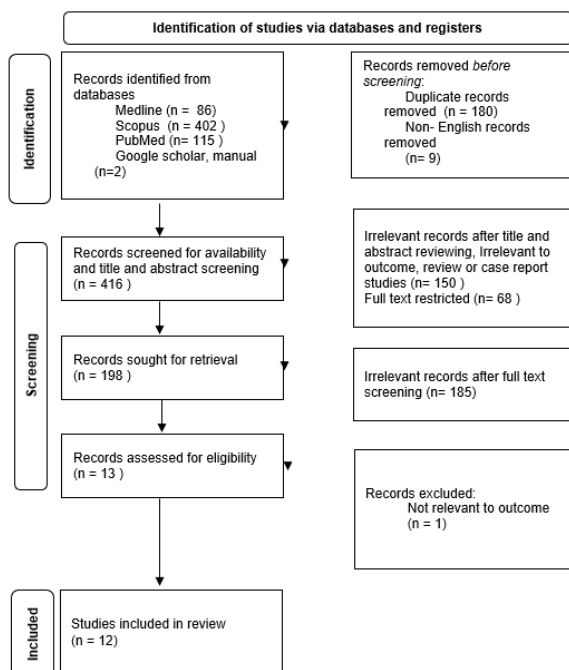 Identification of studies via databases and registers
Identification
Records identified from
databases
Medline (n = 86)
Scopus (n = 402 )
PubMed (n= 115 )
Google scholar, manual
(n=2)
Records removed before
screening:
Duplicate records
removed (n = 180)
Non- English records
removed
(n= 9)
Screening
Records screened for availability
and title and abstract screening
(n = 416 )
Irrelevant records after title and
abstract reviewing, Irrelevant to
outcome, review or case report
studies (n= 150 )
Full text restricted (n= 68 )
Records sought for retrieval
(n = 198 )
Irrelevant records after full text
screening (n= 185)
Records assessed for eligibility
(n = 13 )
Records excluded:
Not relevant to outcome
(n = 1)
Included
Studies included in review
(n = 12)